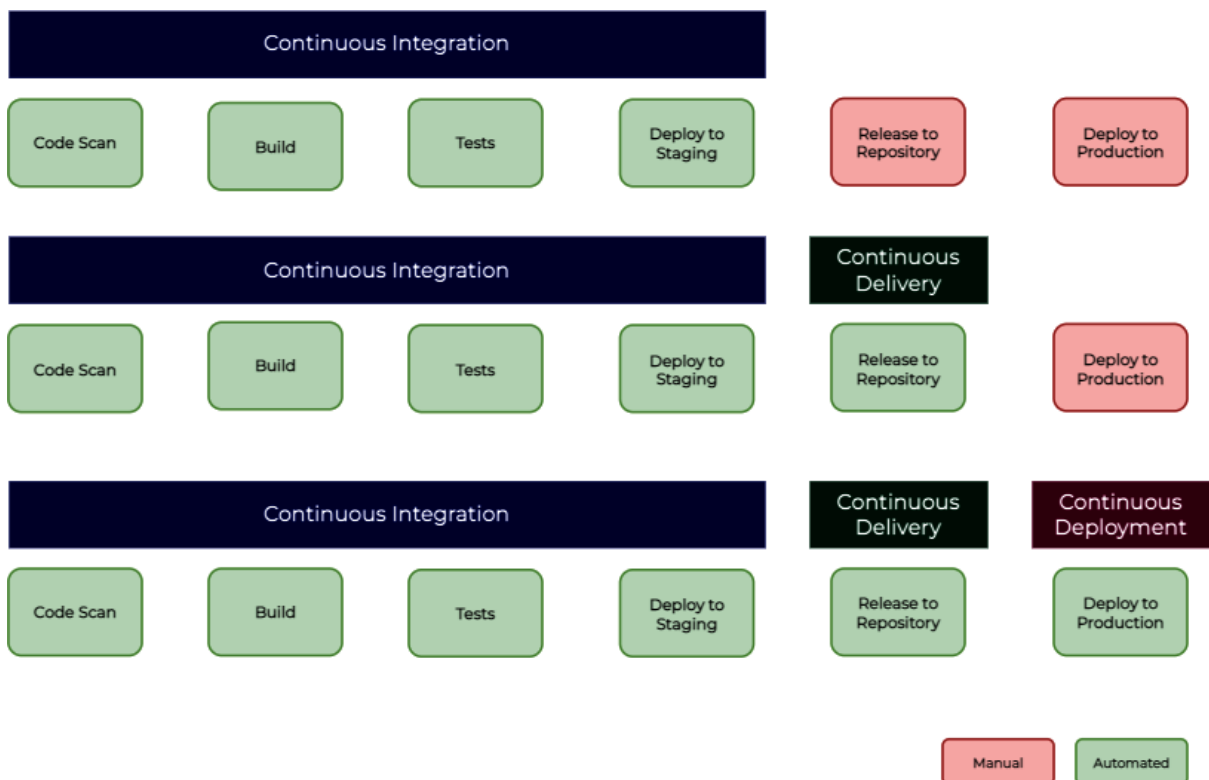 Continuous Integration
Code Scan
Build
Tests
Deploy to
Staging
Release to
Repository
Deploy to
Production
Continuous Integration
Continuous
Delivery
Code Scan
Build
Tests
Deploy to
Staging
Release to
Repository
Deploy to
Production
Continuous Integration
Continuous
Delivery
Continuous
Deployment
Code Scan
Build
Tests
Deploy to
Staging
Release to
Repository
Deploy to
Production
Manual
Automated